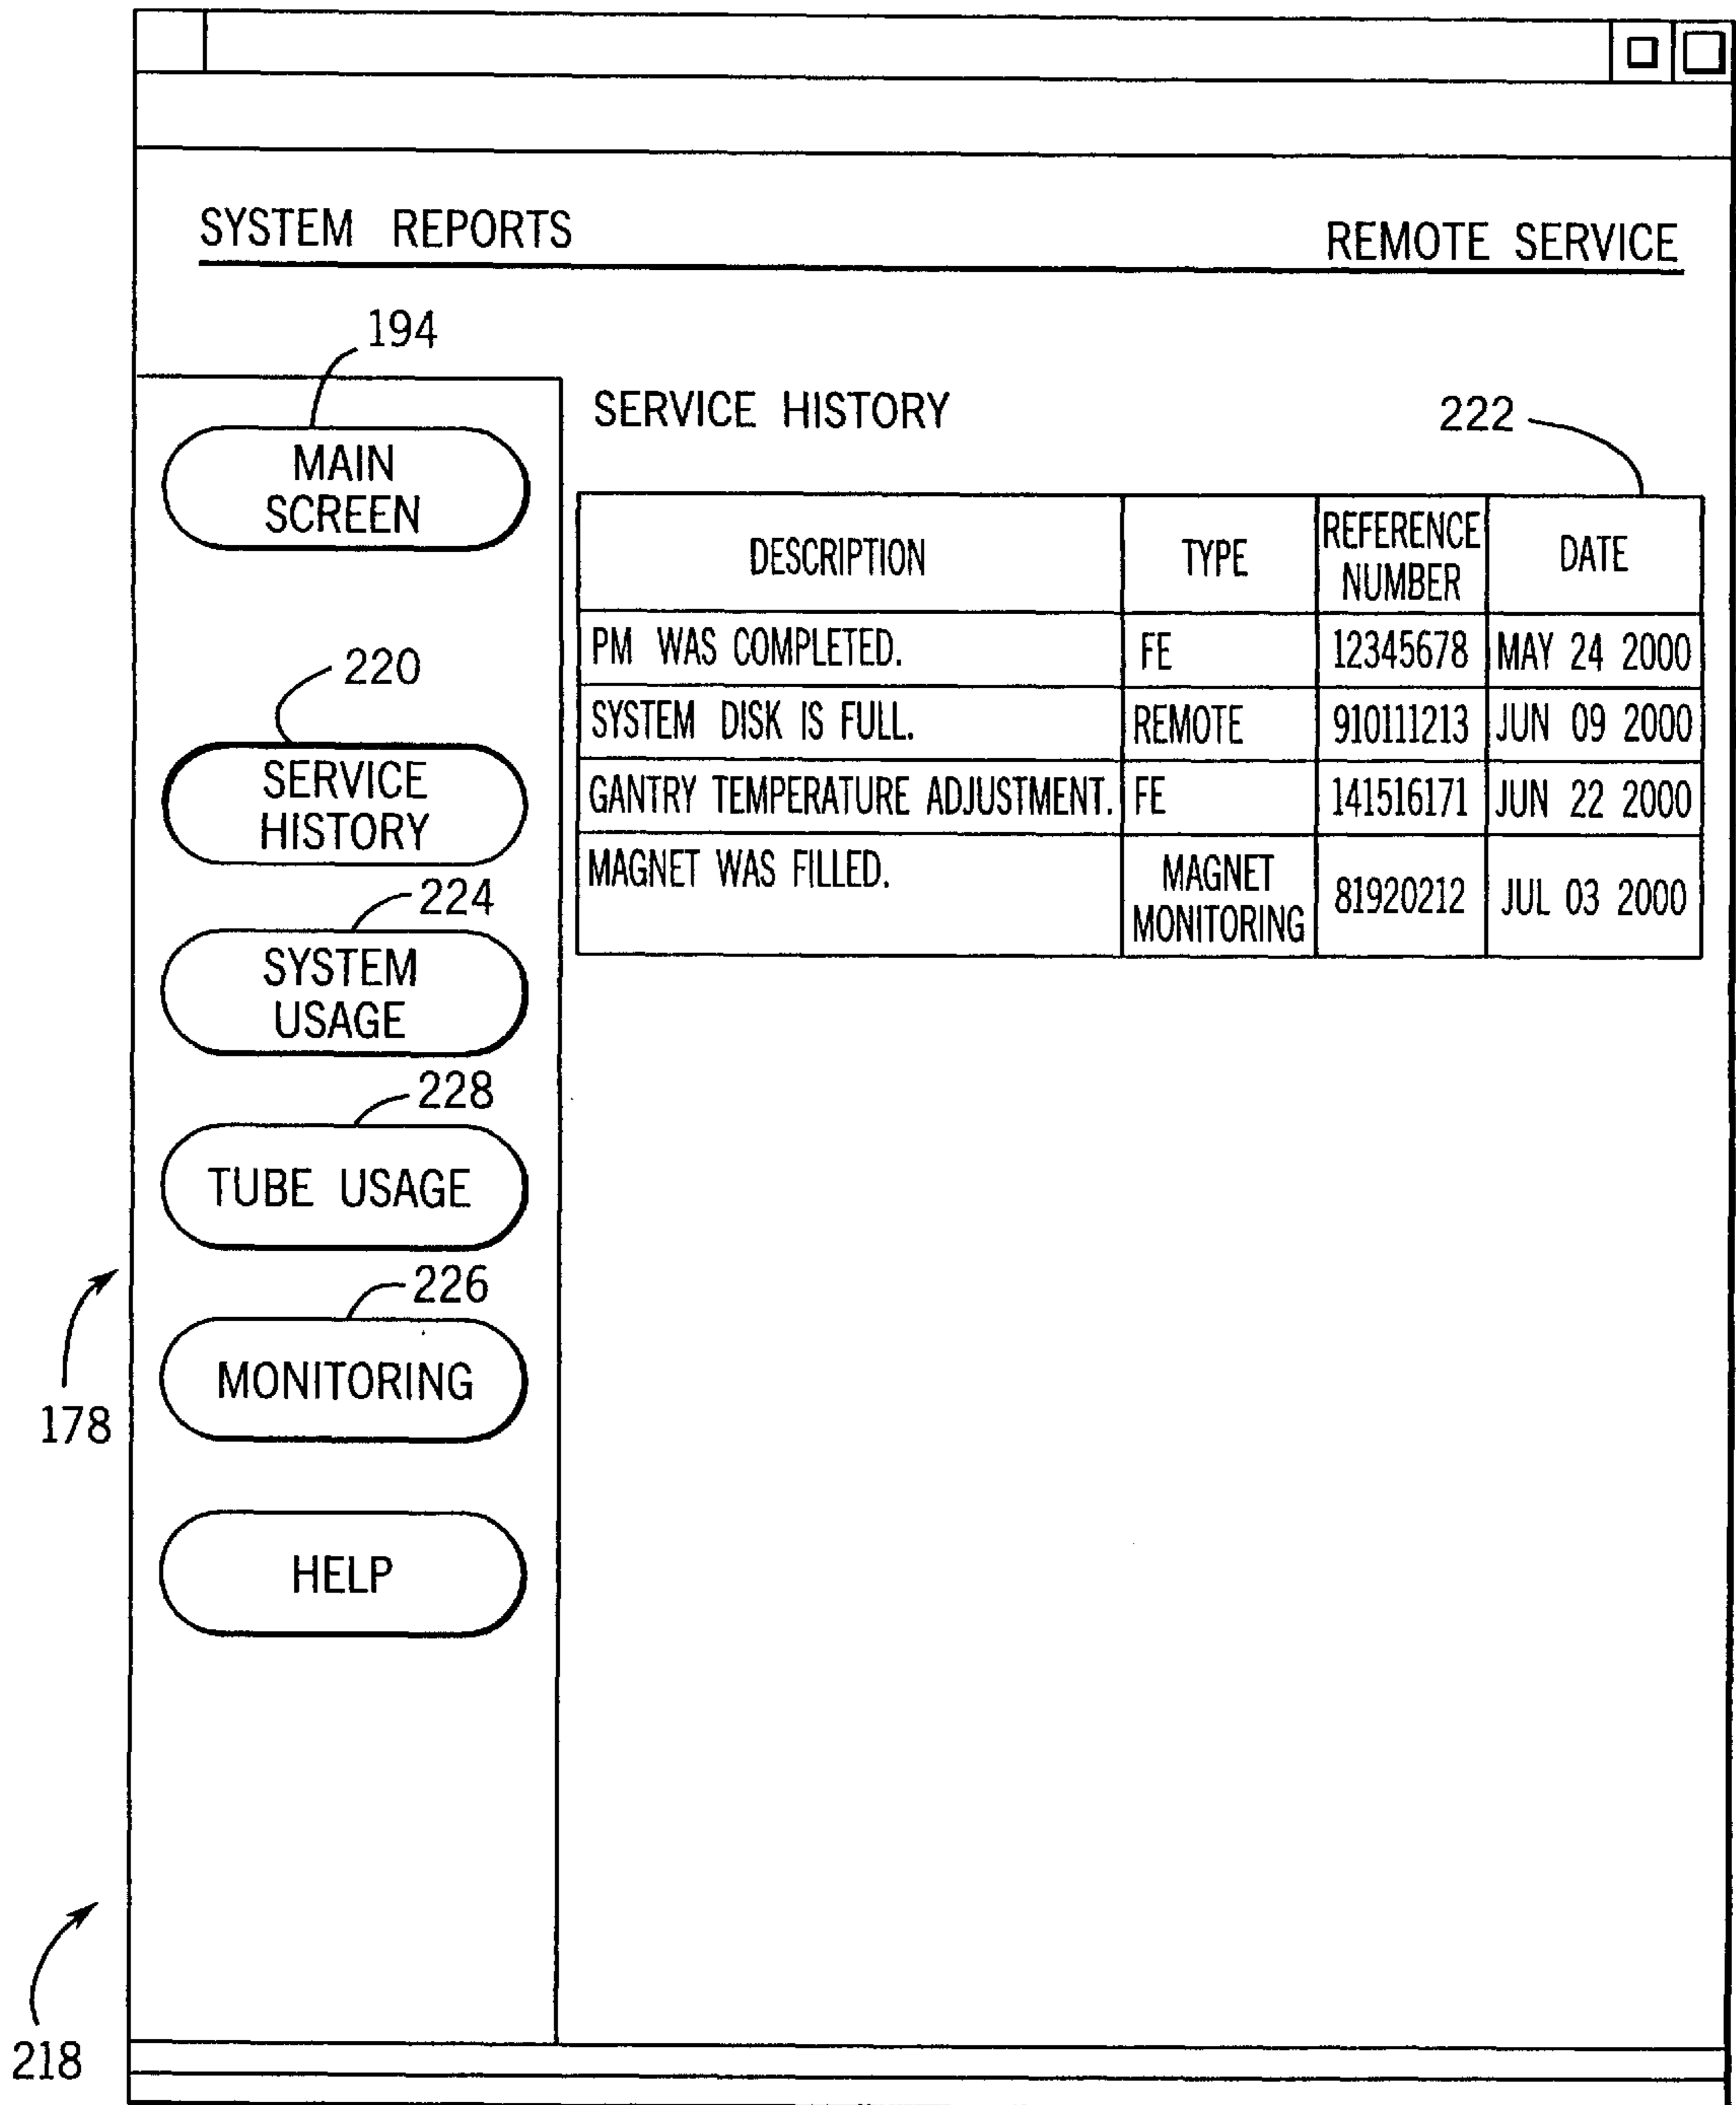 SYSTEM REPORTS
REMOTE SERVICE
194
MAIN
SCREEN
220
SERVICE
HISTORY
224
SYSTEM
USAGE
228
TUBE USAGE
226
MONITORING
HELP
178
218
SERVICE HISTORY
222
DESCRIPTION TYPE REFERENCE NUMBER DATE
PM WAS COMPLETED. FE 12345678 MAY 24 2000
SYSTEM DISK IS FULL. REMOTE 910111213 JUN 09 2000
GANTRY TEMPERATURE ADJUSTMENT. FE 141516171 JUN 22 2000
MAGNET WAS FILLED. MAGNET MONITORING 81920212 JUL 03 2000